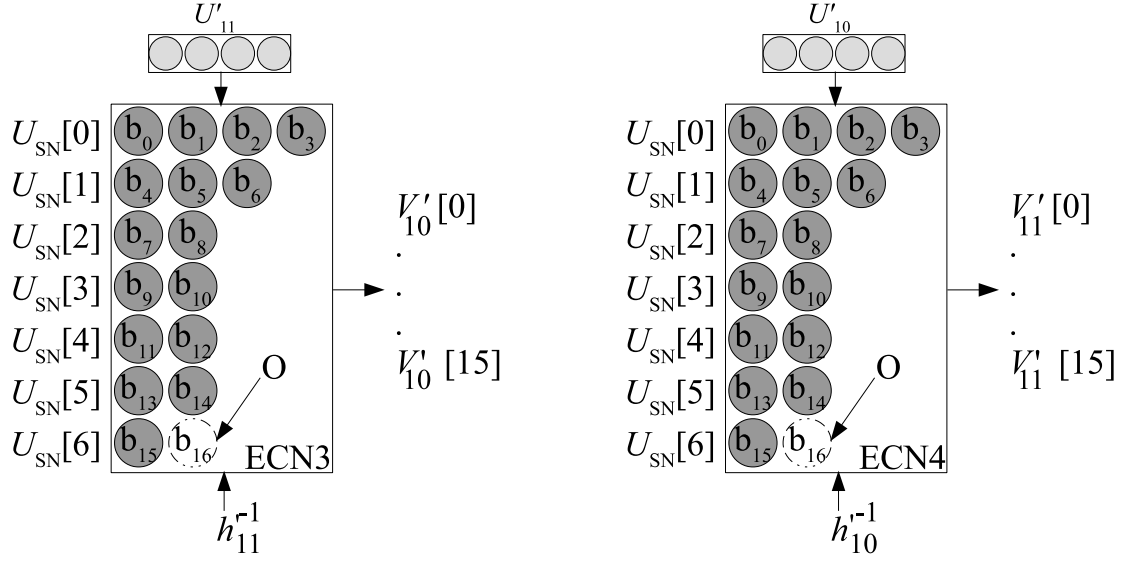 U′11
U_SN[0] b0 b1 b2 b3
U_SN[1] b4 b5 b6
U_SN[2] b7 b8
U_SN[3] b9 b10
U_SN[4] b11 b12
U_SN[5] b13 b14
U_SN[6] b15 b16
O
ECN3
h′11^-1
V′10[0]
.
.
.
V′10 [15]
U′10
U_SN[0] b0 b1 b2 b3
U_SN[1] b4 b5 b6
U_SN[2] b7 b8
U_SN[3] b9 b10
U_SN[4] b11 b12
U_SN[5] b13 b14
U_SN[6] b15 b16
O
ECN4
h′10^-1
V′11[0]
.
.
.
V′11 [15]